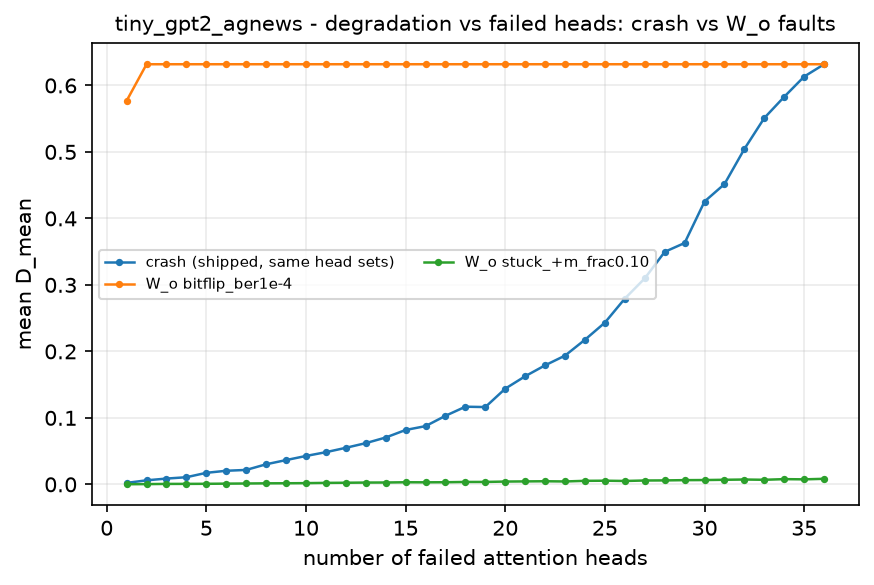 tiny_gpt2_agnews - degradation vs failed heads: crash vs W_o faults
mean D_mean
0.6
0.5
0.4
0.3
0.2
0.1
0.0
crash (shipped, same head sets)
W_o bitflip_ber1e-4
W_o stuck_+m_frac0.10
0 5 10 15 20 25 30 35
number of failed attention heads